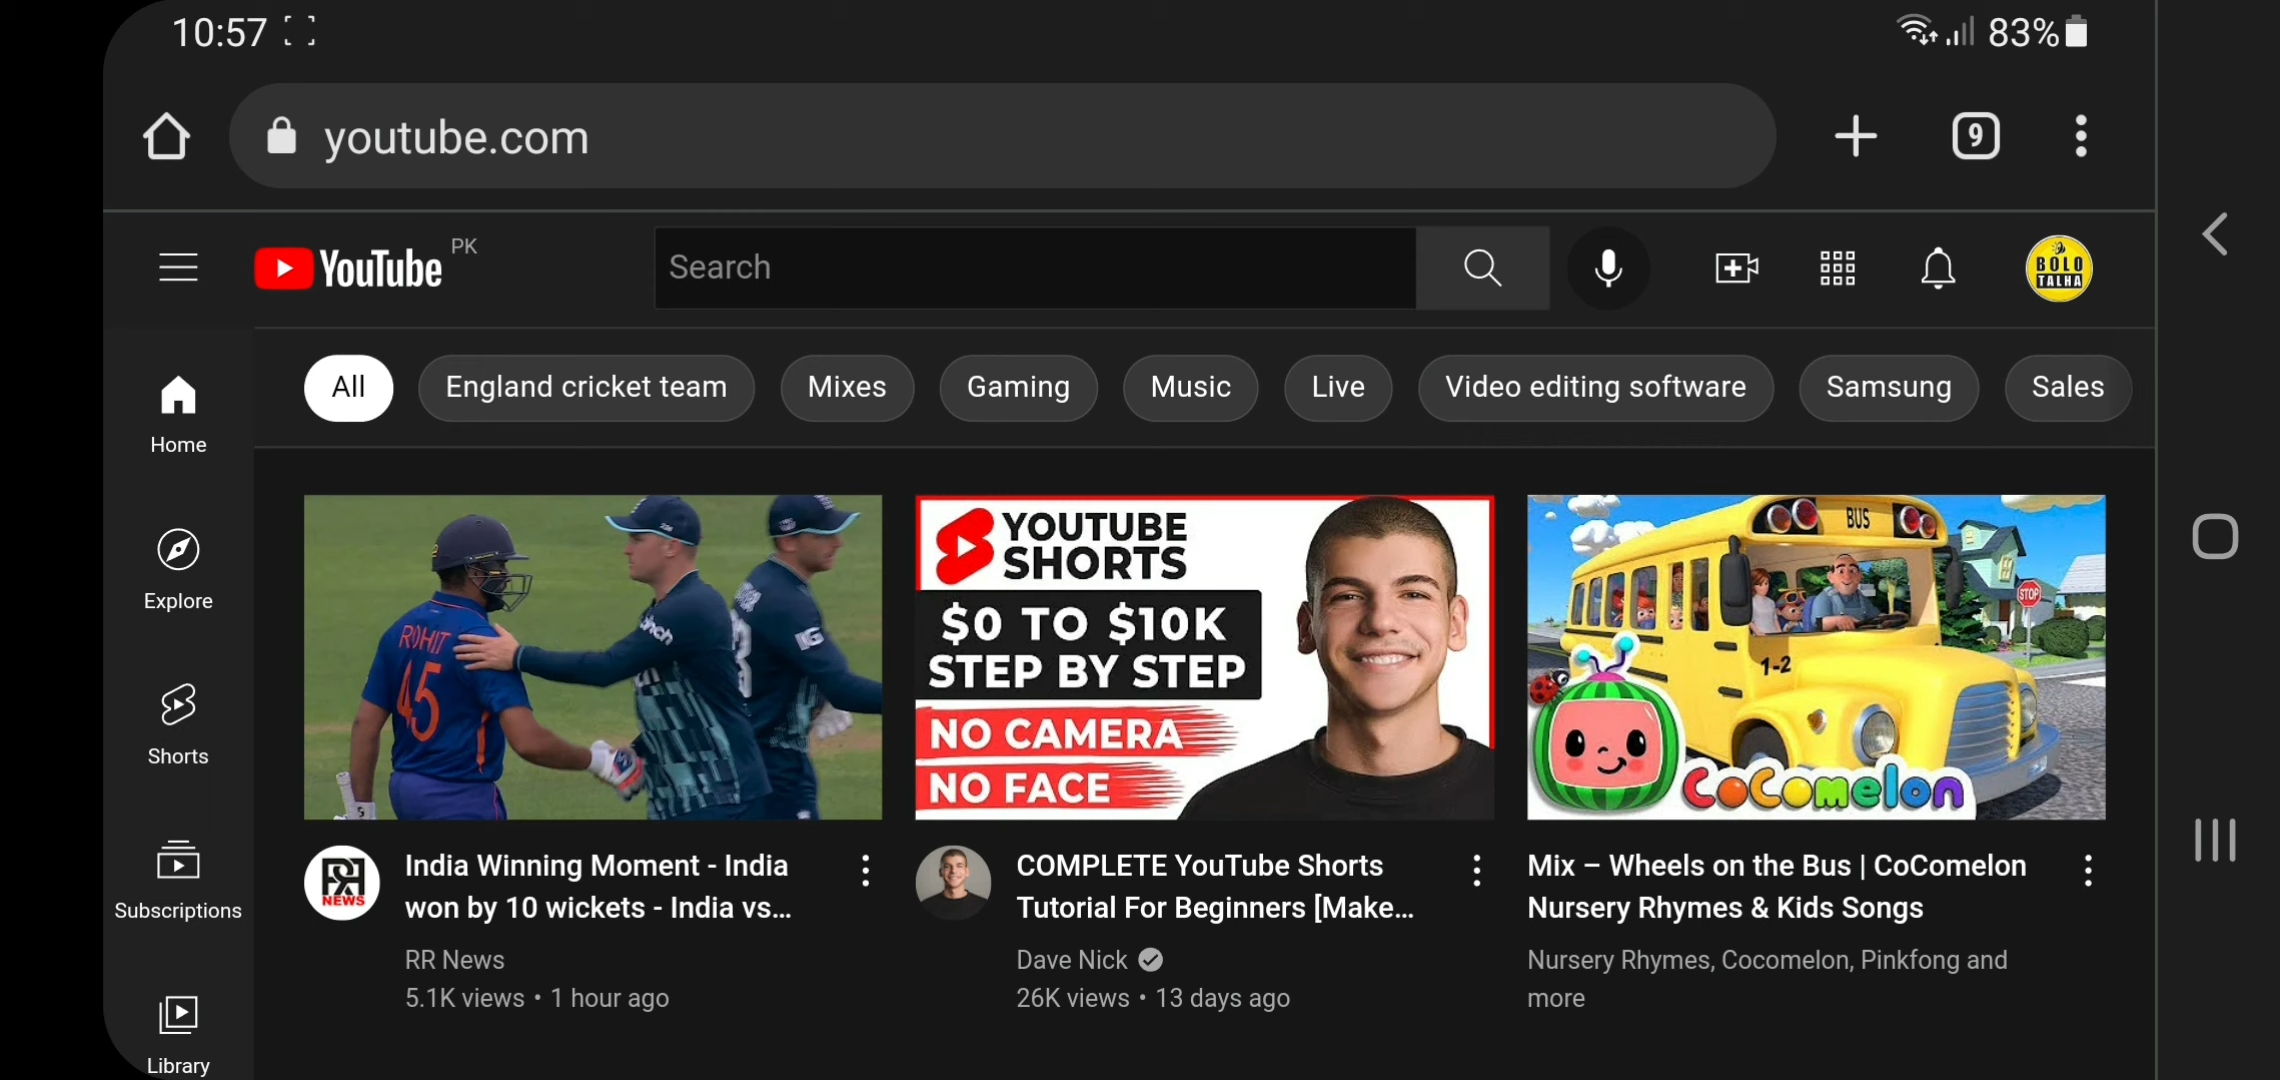 10:57
83%
youtube.com
9
YouTube PK
Search
BOLO
TALHA
All
England cricket team
Mixes
Gaming
Music
Live
Video editing software
Samsung
Sales
Home
Explore
Shorts
Subscriptions
Library
ROHIT
45
YOUTUBE
SHORTS
$0 TO $10K
STEP BY STEP
NO CAMERA
NO FACE
BUS
STOP
1-2
CoComelon
NEWS
India Winning Moment - India
won by 10 wickets - India vs...
RR News
5.1K views • 1 hour ago
COMPLETE YouTube Shorts
Tutorial For Beginners [Make...
Dave Nick
26K views • 13 days ago
Mix – Wheels on the Bus | CoComelon
Nursery Rhymes & Kids Songs
Nursery Rhymes, Cocomelon, Pinkfong and
more